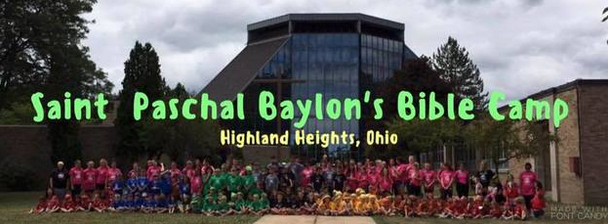 Saint Paschal Baylon's Bible Camp
Highland Heights, Ohio
MADE WITH
FONT CANDY